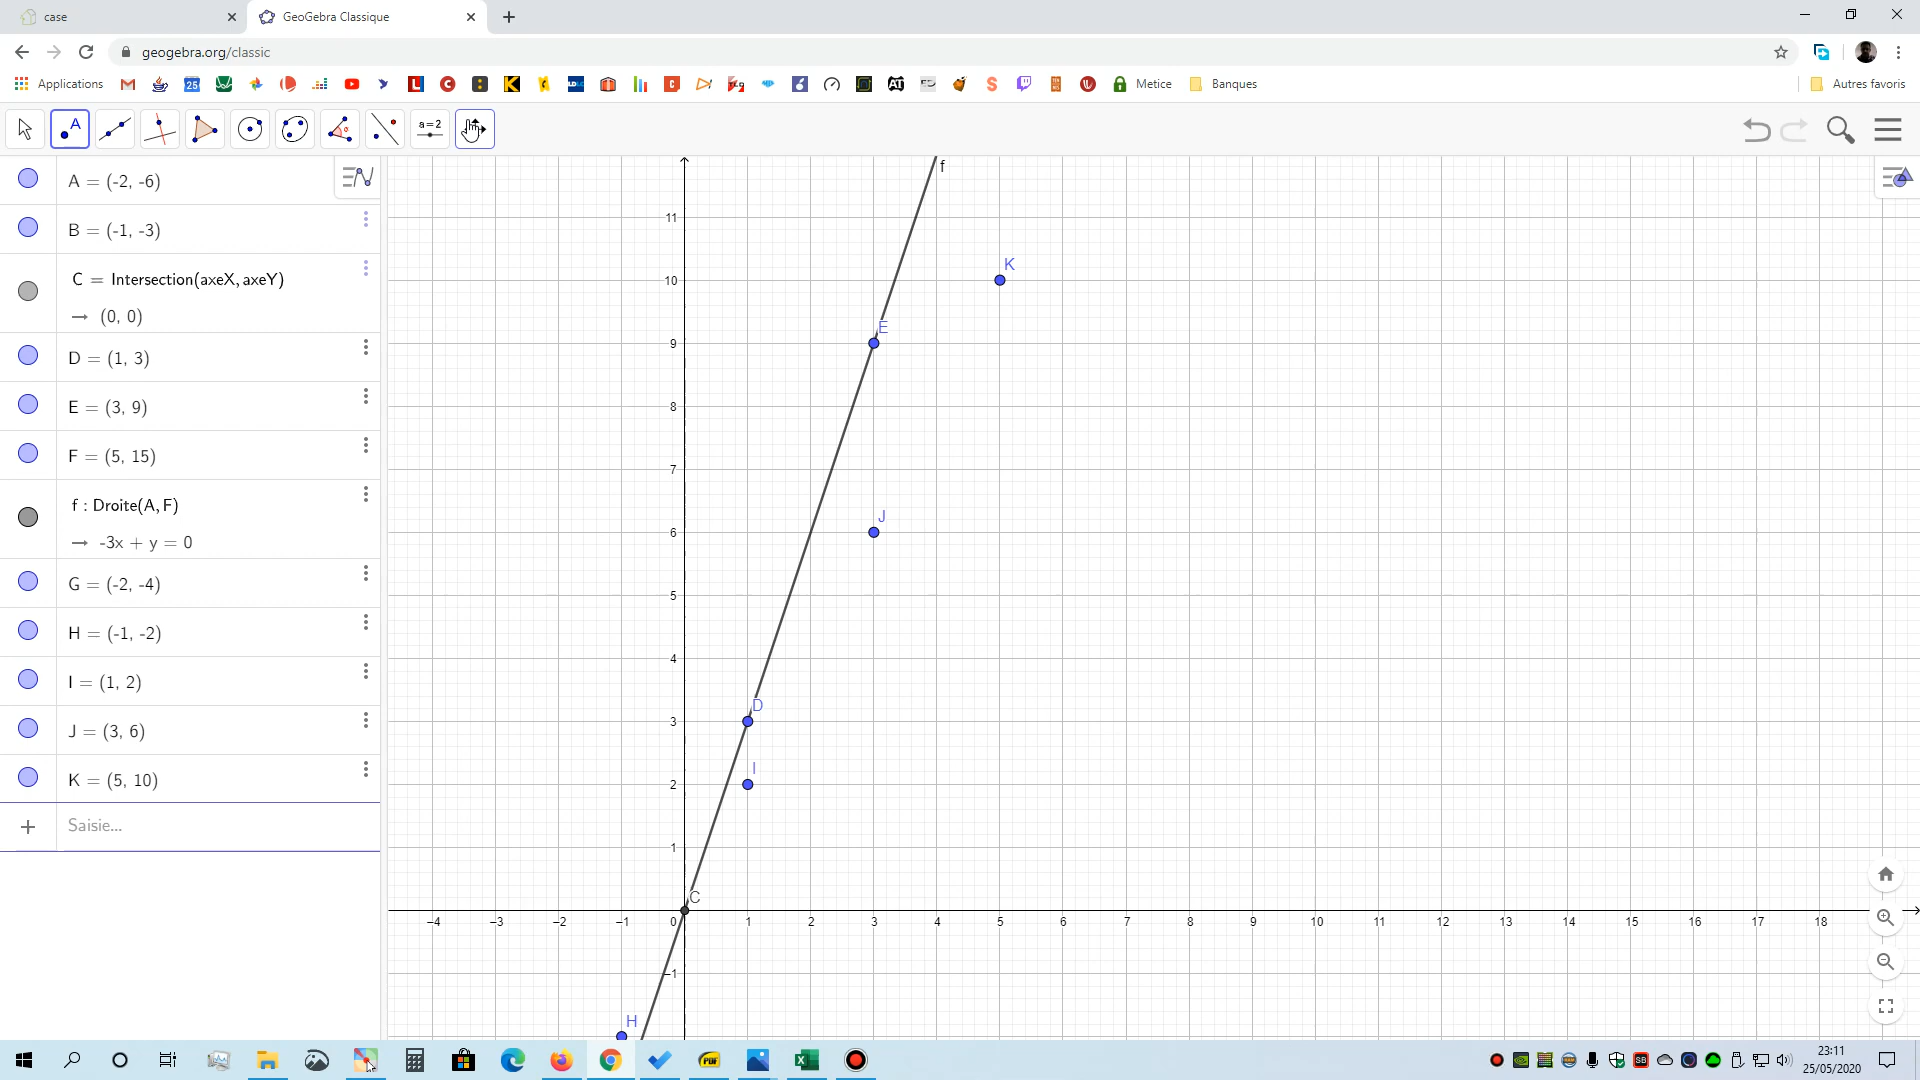 case
GeoGebra Classique
geogebra.org/classic
Applications
25
Metice
Banques
Autres favoris
A
a=2
A = (-2, -6)
B = (-1, -3)
C = Intersection(axeX, axeY)
→ (0, 0)
D = (1, 3)
E = (3, 9)
F = (5, 15)
f : Droite(A, F)
→ -3x + y = 0
G = (-2, -4)
H = (-1, -2)
I = (1, 2)
J = (3, 6)
K = (5, 10)
+ Saisie...
f
11
K
10
E
9
8
7
J
6
5
4
D
3
I
2
1
C
−4 −3 −2 −1 0 1 2 3 4 5 6 7 8 9 10 11 12 13 14 15 16 17 18
−1
H
PDF
SB
23:11
25/05/2020